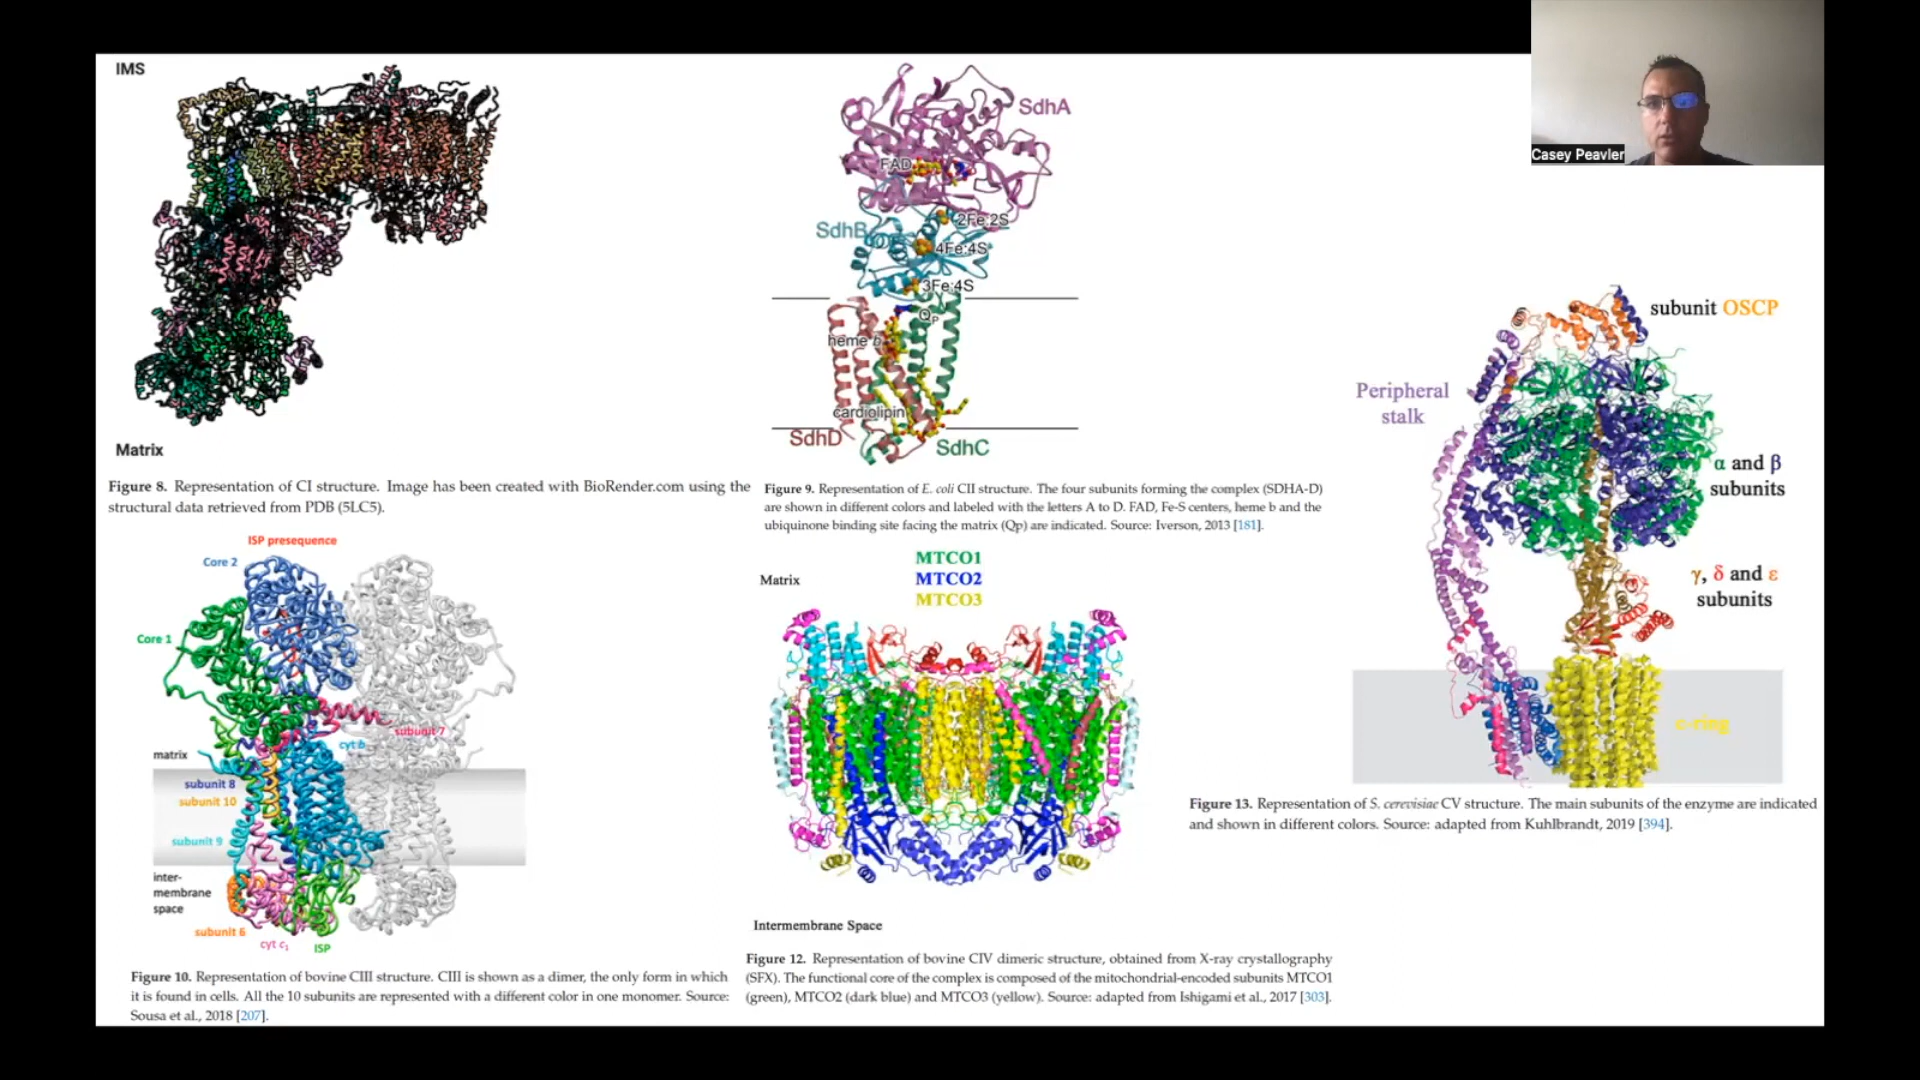 IMS
Matrix
Figure 8. Representation of CI structure. Image has been created with BioRender.com using the
structural data retrieved from PDB (5LC5).
SdhA
FAD
2Fe:2S
SdhB
4Fe:4S
3Fe:4S
QP
heme b
cardiolipin
SdhD
SdhC
Figure 9. Representation of E. coli CII structure. The four subunits forming the complex (SDHA-D)
are shown in different colors and labeled with the letters A to D. FAD, Fe-S centers, heme b and the
ubiquinone binding site facing the matrix (Qp) are indicated. Source: Iverson, 2013 [181].
Casey Peavler
subunit OSCP
Peripheral
stalk
α and β
subunits
γ, δ and ε
subunits
c-ring
Figure 13. Representation of S. cerevisiae CV structure. The main subunits of the enzyme are indicated
and shown in different colors. Source: adapted from Kuhlbrandt, 2019 [394].
ISP presequence
Core 2
Core 1
subunit 7
cyt b
matrix
subunit 8
subunit 10
subunit 9
inter-
membrane
space
subunit 6
cyt c1
ISP
Figure 10. Representation of bovine CIII structure. CIII is shown as a dimer, the only form in which
it is found in cells. All the 10 subunits are represented with a different color in one monomer. Source:
Sousa et al., 2018 [207].
MTCO1
MTCO2
MTCO3
Matrix
Intermembrane Space
Figure 12. Representation of bovine CIV dimeric structure, obtained from X-ray crystallography
(SFX). The functional core of the complex is composed of the mitochondrial-encoded subunits MTCO1
(green), MTCO2 (dark blue) and MTCO3 (yellow). Source: adapted from Ishigami et al., 2017 [303].